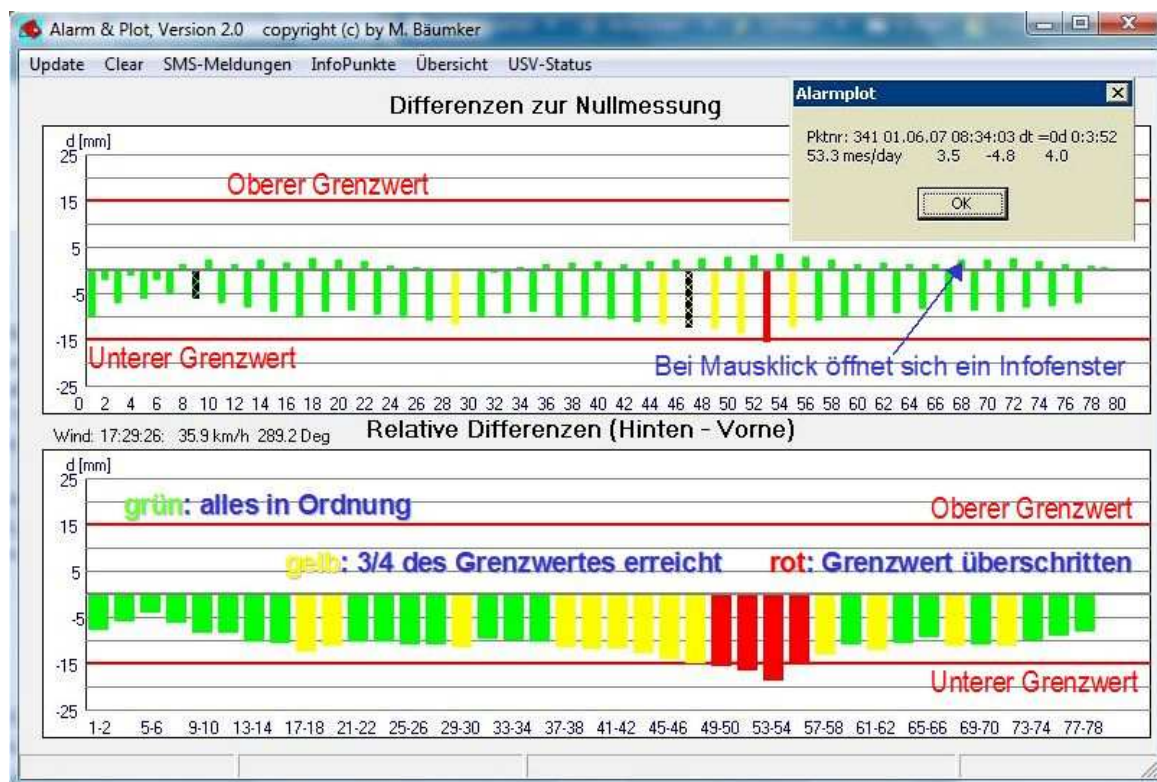 Alarm & Plot, Version 2.0 copyright (c) by M. Bäumker
Update Clear SMS-Meldungen InfoPunkte Übersicht USV-Status
Differenzen zur Nullmessung
Alarmplot
Pktnr: 341 01.06.07 08:34:03 dt =0d 0:3:52
53.3 mes/day 3.5 -4.8 4.0
OK
d [mm]
25
15
5
-5
-15
-25
Oberer Grenzwert
Unterer Grenzwert
Bei Mausklick öffnet sich ein Infofenster
0 2 4 6 8 10 12 14 16 18 20 22 24 26 28 30 32 34 36 38 40 42 44 46 48 50 52 54 56 58 60 62 64 66 68 70 72 74 76 78 80
Wind: 17:29:26: 35.9 km/h 289.2 Deg
Relative Differenzen (Hinten - Vorne)
d [mm]
25
15
5
-5
-15
-25
grün: alles in Ordnung
Oberer Grenzwert
gelb: 3/4 des Grenzwertes erreicht rot: Grenzwert überschritten
Unterer Grenzwert
1-2 5-6 9-10 13-14 17-18 21-22 25-26 29-30 33-34 37-38 41-42 45-46 49-50 53-54 57-58 61-62 65-66 69-70 73-74 77-78